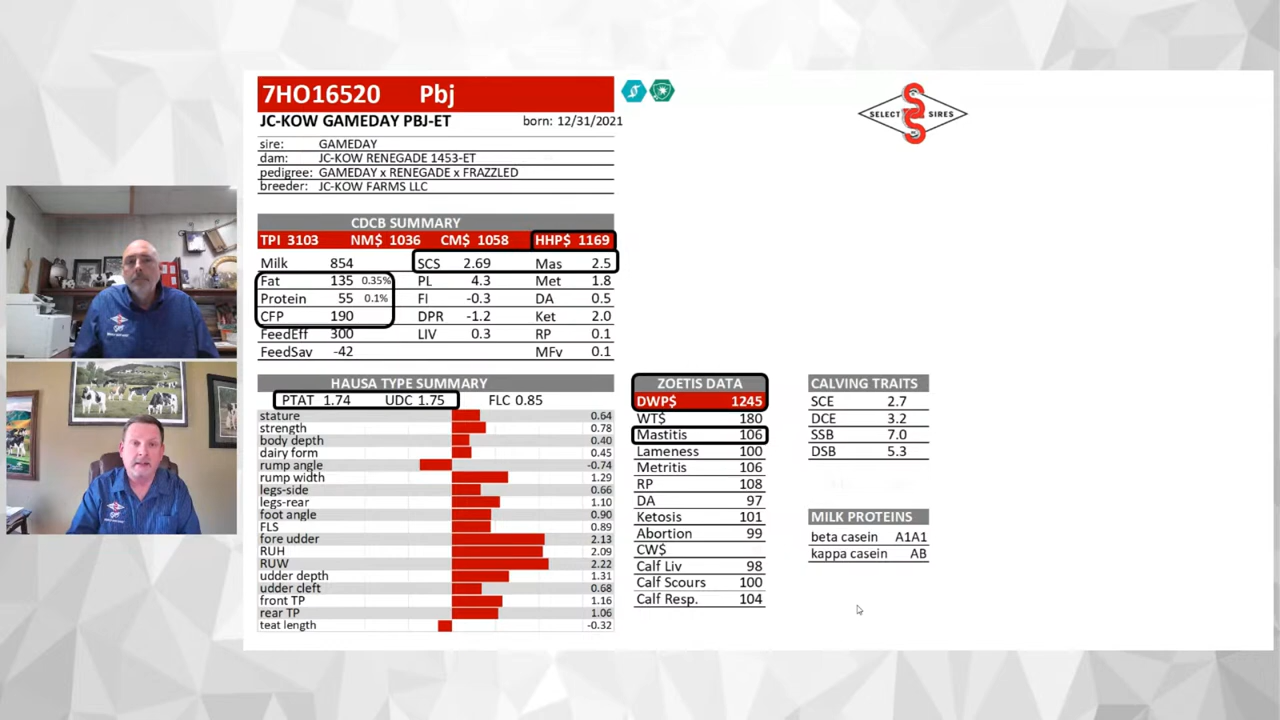 7HO16520 Pbj
JC-KOW GAMEDAY PBJ-ET born: 12/31/2021
sire: GAMEDAY
dam: JC-KOW RENEGADE 1453-ET
pedigree: GAMEDAY x RENEGADE x FRAZZLED
breeder: JC-KOW FARMS LLC
SELECT SIRES
CDCB SUMMARY
TPI 3103 NM$ 1036 CM$ 1058 HHP$ 1169
Milk 854 SCS 2.69 Mas 2.5
Fat 135 0.35% PL 4.3 Met 1.8
Protein 55 0.1% FI -0.3 DA 0.5
CFP 190 DPR -1.2 Ket 2.0
FeedEff 300 LIV 0.3 RP 0.1
FeedSav -42 MFv 0.1
HAUSA TYPE SUMMARY
PTAT 1.74 UDC 1.75 FLC 0.85
stature 0.64
strength 0.78
body depth 0.40
dairy form 0.45
rump angle -0.74
rump width 1.29
legs-side 0.66
legs-rear 1.10
foot angle 0.90
FLS 0.89
fore udder 2.13
RUH 2.09
RUW 2.22
udder depth 1.31
udder cleft 0.68
front TP 1.16
rear TP 1.06
teat length -0.32
ZOETIS DATA
DWP$ 1245
WT$ 180
Mastitis 106
Lameness 100
Metritis 106
RP 108
DA 97
Ketosis 101
Abortion 99
CW$
Calf Liv 98
Calf Scours 100
Calf Resp. 104
CALVING TRAITS
SCE 2.7
DCE 3.2
SSB 7.0
DSB 5.3
MILK PROTEINS
beta casein A1A1
kappa casein AB